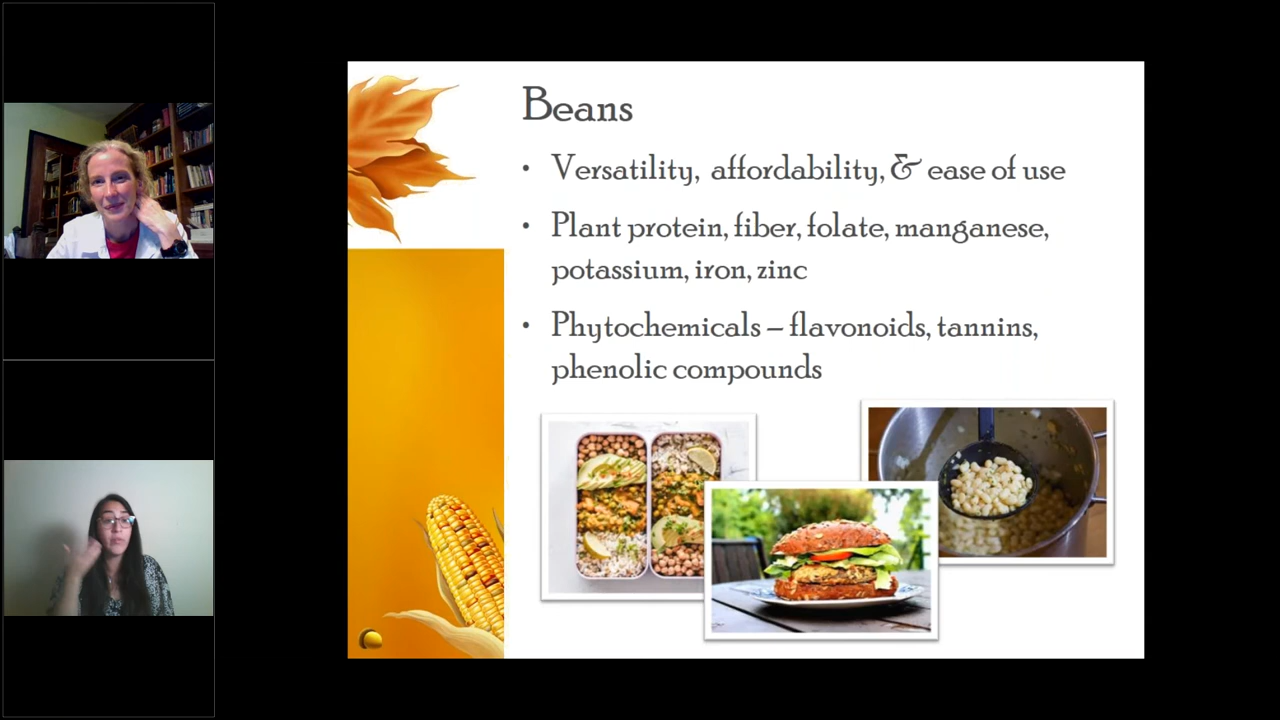 Beans
• Versatility, affordability, & ease of use
• Plant protein, fiber, folate, manganese,
potassium, iron, zinc
• Phytochemicals – flavonoids, tannins,
phenolic compounds